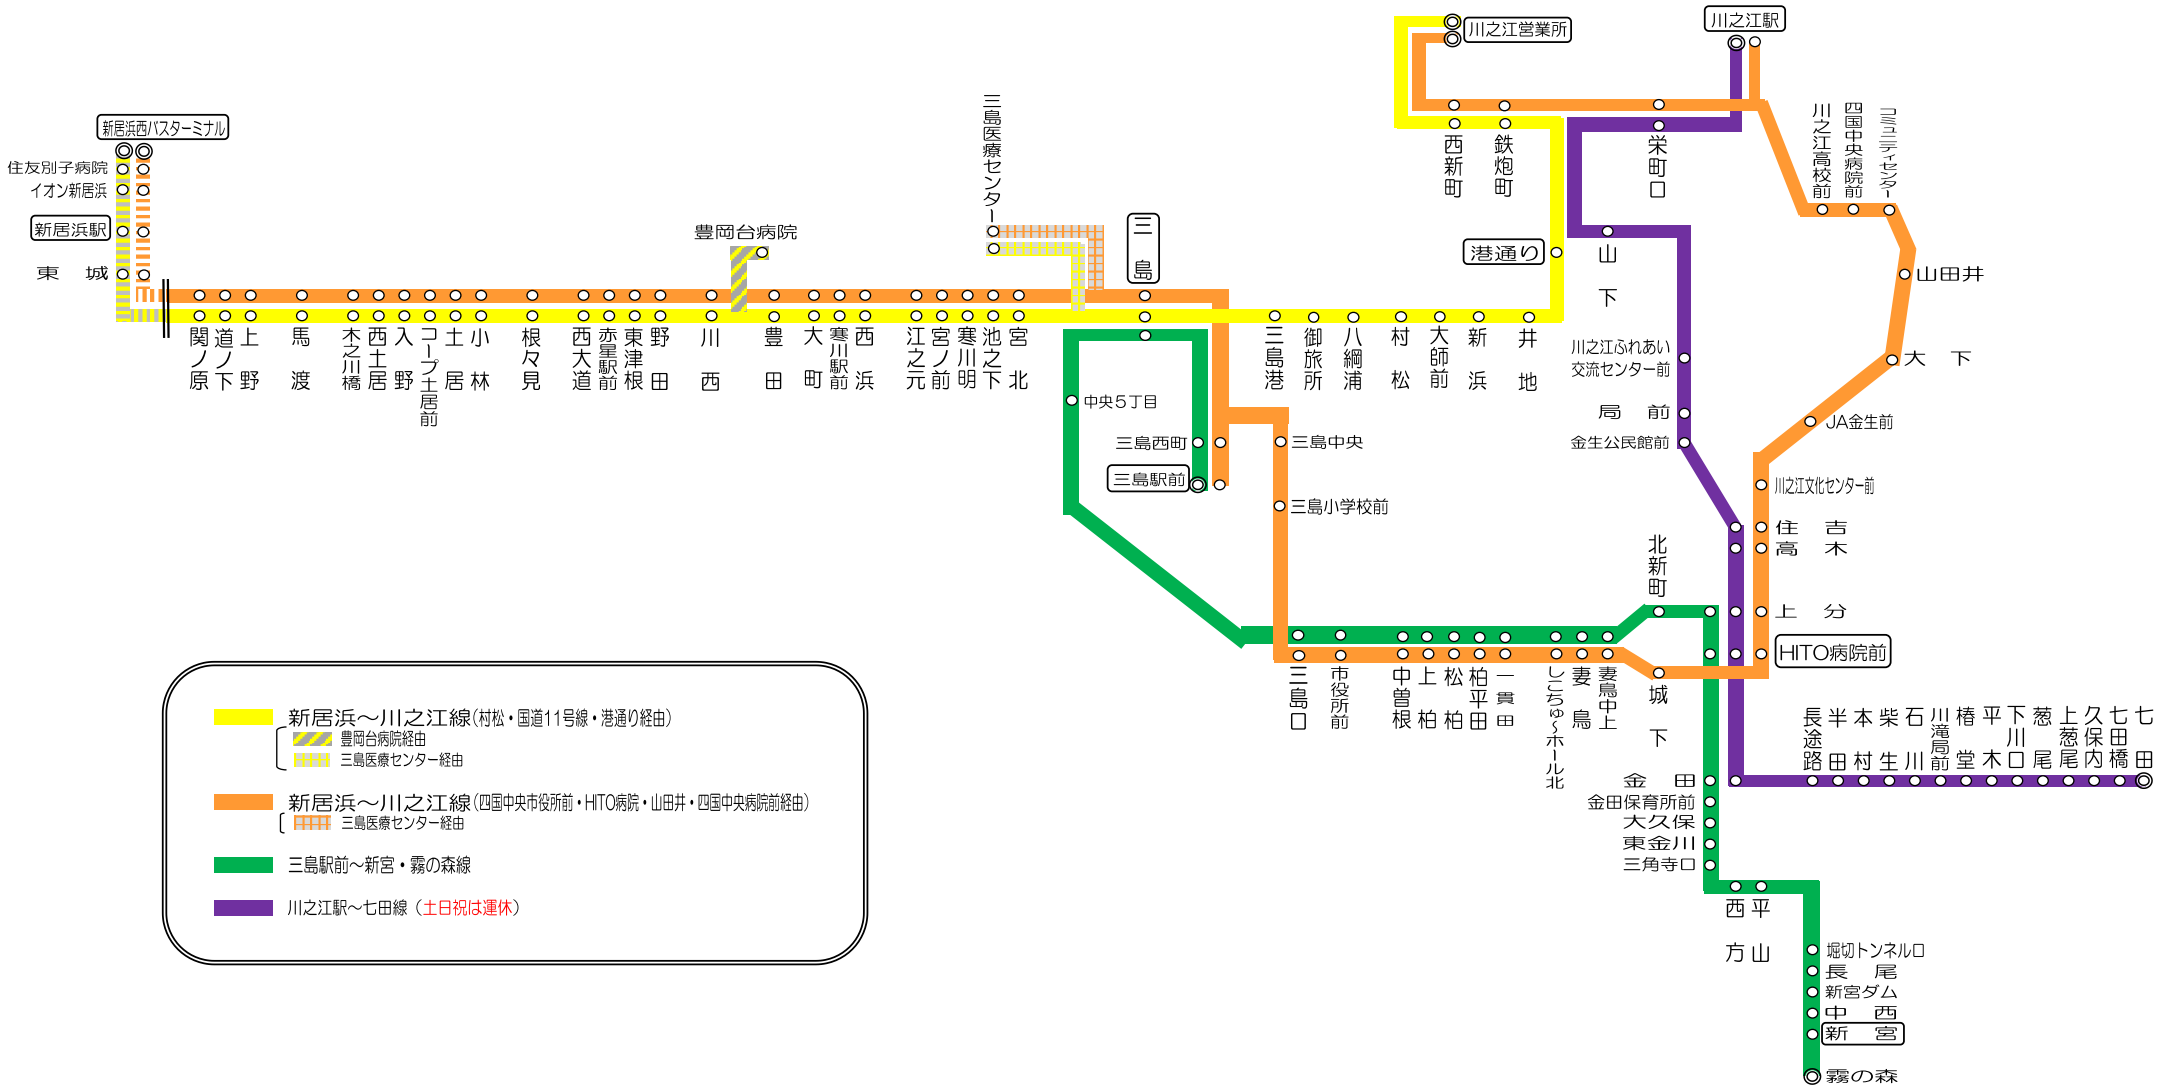 新居浜西バスターミナル
住友別子病院
イオン新居浜
新居浜駅
東 城
関ノ原
道ノ下
上野
馬渡
木之川橋
西土居
入野
コープ土居前
土居
小林
根々見
西大道
赤星駅前
東津根
野田
川西
豊岡台病院
豊田
大町
寒川駅前
西浜
江之元
宮ノ前
寒川明
池之下
宮北
三島医療センター
三島
三島港
御旅所
八綱浦
村松
大師前
新浜
井地
港通り
西新町
鉄炮町
川之江営業所
川之江駅
栄町口
山下
川之江ふれあい
交流センター前
局 前
金生公民館前
川之江高校前
四国中央病院前
コミュニティセンター
山田井
大 下
JA金生前
川之江文化センター前
住 吉
高 木
上 分
HITO病院前
中央5丁目
三島西町
三島駅前
三島中央
三島小学校前
三島口
市役所前
中曽根
上柏
松柏
柏平田
一貫田
しこちゅ~ホール北
妻鳥
妻鳥中上
北新町
城下
金 田
金田保育所前
大久保
東金川
三角寺口
西方
平山
堀切トンネル口
長 尾
新宮ダム
中 西
新 宮
霧の森
長途路
半田
本村
柴生
石川
川滝局前
椿堂
平木
下川口
葱尾
上葱尾
久保内
七田橋
七田
新居浜～川之江線(村松・国道11号線・港通り経由)
豊岡台病院経由
三島医療センター経由
新居浜～川之江線(四国中央市役所前・HITO病院・山田井・四国中央病院前経由)
三島医療センター経由
三島駅前～新宮・霧の森線
川之江駅～七田線（土日祝は運休）